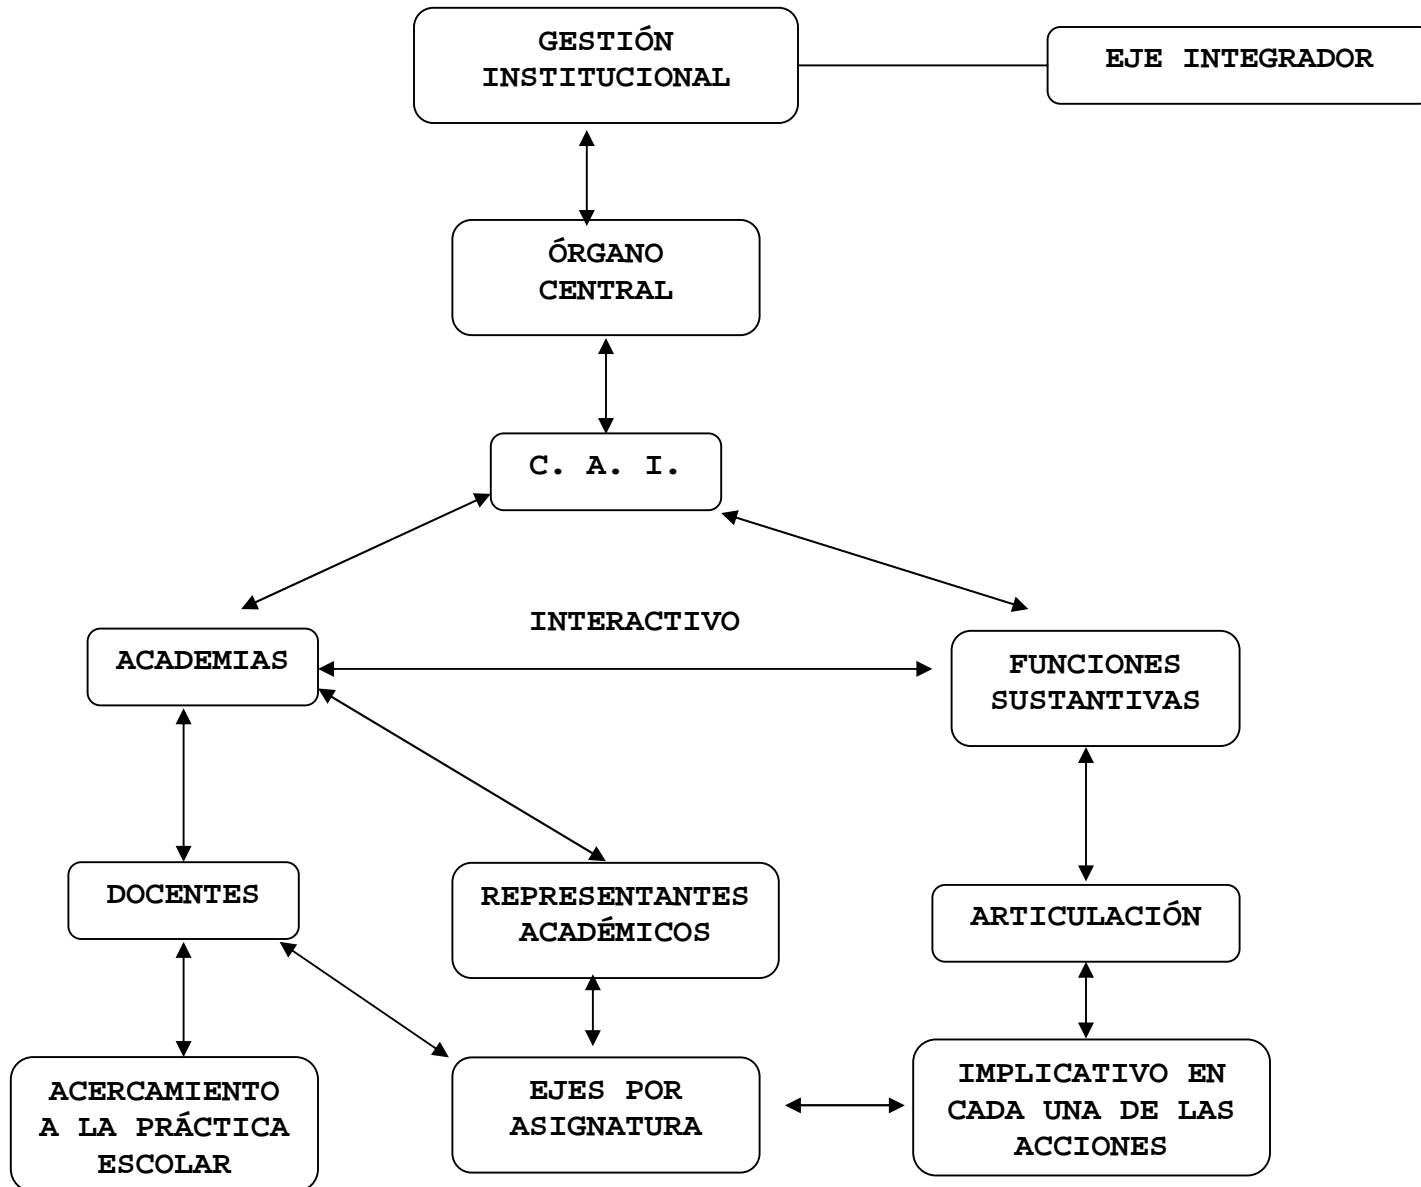 GESTIÓN
INSTITUCIONAL
EJE INTEGRADOR
ÓRGANO
CENTRAL
C. A. I.
INTERACTIVO
ACADEMIAS
FUNCIONES
SUSTANTIVAS
DOCENTES
REPRESENTANTES
ACADÉMICOS
ARTICULACIÓN
ACERCAMIENTO
A LA PRÁCTICA
ESCOLAR
EJES POR
ASIGNATURA
IMPLICATIVO EN
CADA UNA DE LAS
ACCIONES